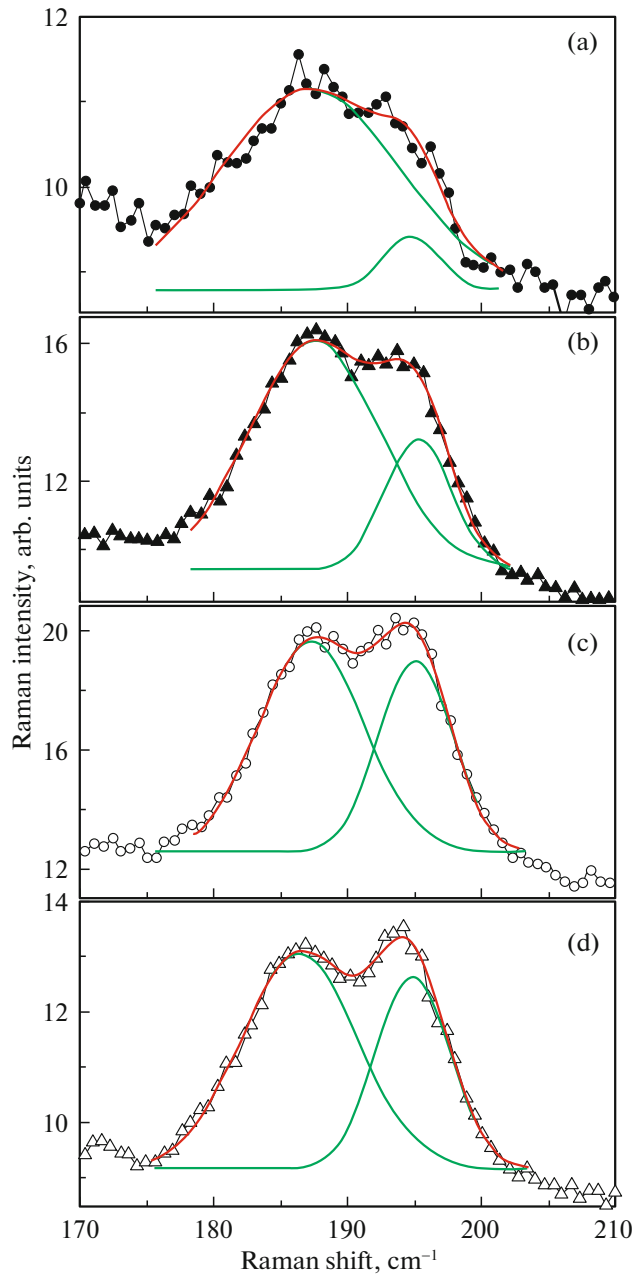 12
(a)
10
16
(b)
12
Raman intensity, arb. units
20
(c)
16
12
14
(d)
12
10
170 180 190 200 210
Raman shift, cm⁻¹